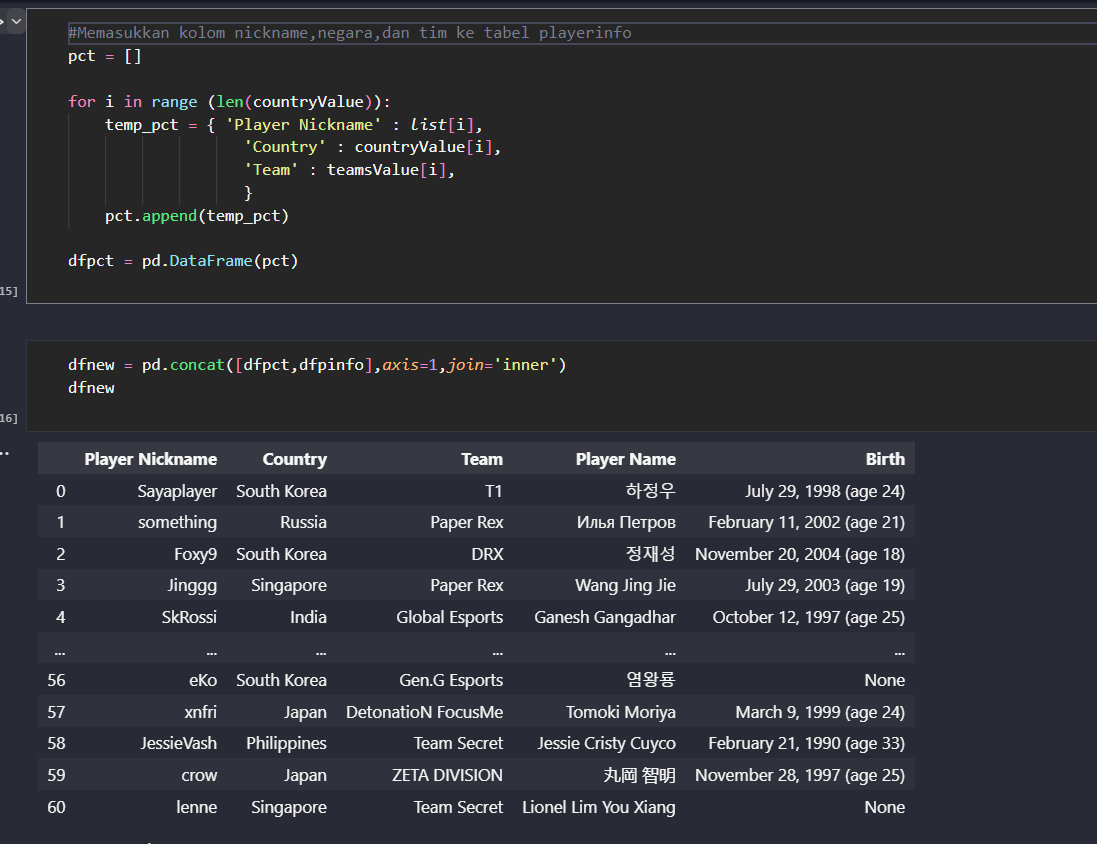 #Memasukkan kolom nickname,negara,dan tim ke tabel playerinfo
pct = []
for i in range (len(countryValue)):
temp_pct = { 'Player Nickname' : list[i],
'Country' : countryValue[i],
'Team' : teamsValue[i],
}
pct.append(temp_pct)
dfpct = pd.DataFrame(pct)
15]
dfnew = pd.concat([dfpct,dfpinfo],axis=1,join='inner')
dfnew
16]
Player Nickname Country Team Player Name Birth
0 Sayaplayer South Korea T1 하정우 July 29, 1998 (age 24)
1 something Russia Paper Rex Илья Петров February 11, 2002 (age 21)
2 Foxy9 South Korea DRX 정재성 November 20, 2004 (age 18)
3 Jinggg Singapore Paper Rex Wang Jing Jie July 29, 2003 (age 19)
4 SkRossi India Global Esports Ganesh Gangadhar October 12, 1997 (age 25)
... ... ... ... ... ...
56 eKo South Korea Gen.G Esports 염왕룡 None
57 xnfri Japan DetonatioN FocusMe Tomoki Moriya March 9, 1999 (age 24)
58 JessieVash Philippines Team Secret Jessie Cristy Cuyco February 21, 1990 (age 33)
59 crow Japan ZETA DIVISION 丸岡 智明 November 28, 1997 (age 25)
60 lenne Singapore Team Secret Lionel Lim You Xiang None